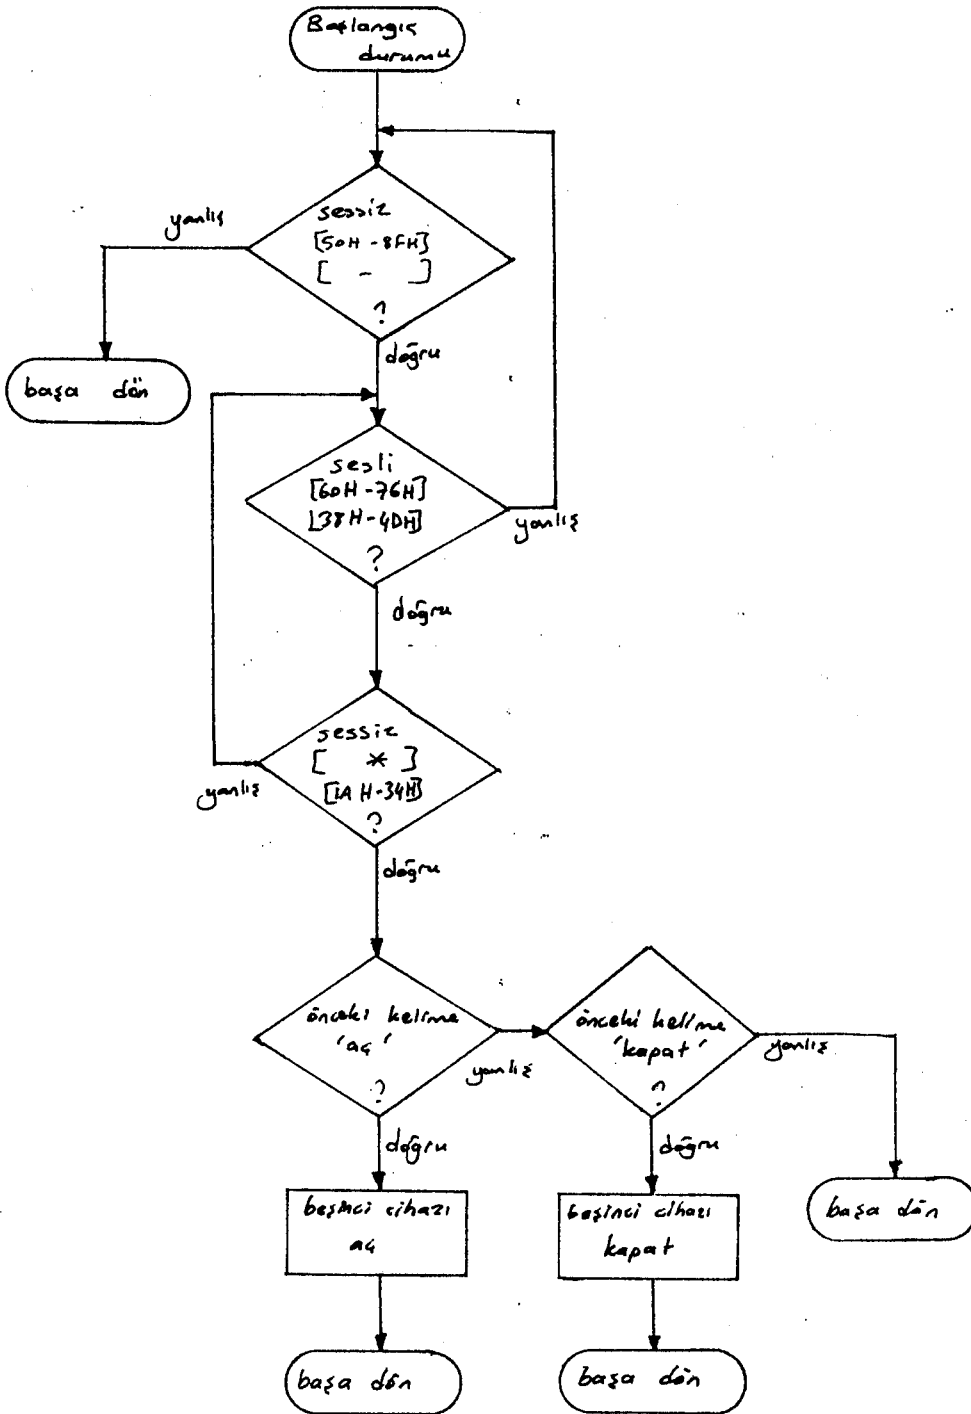 Başlangıç
durumu
sessiz
[50H-8FH]
[ - ]
?
yanlış
doğru
başa dön
sesli
[60H-76H]
[38H-4DH]
?
yanlış
doğru
sessiz
[ * ]
[1AH-34H]
?
yanlış
doğru
önceki kelime
'aç'
?
yanlış
doğru
önceki kelime
'kapat'
?
yanlış
doğru
beşinci cihazı
aç
beşinci cihazı
kapat
başa dön
başa dön
başa dön